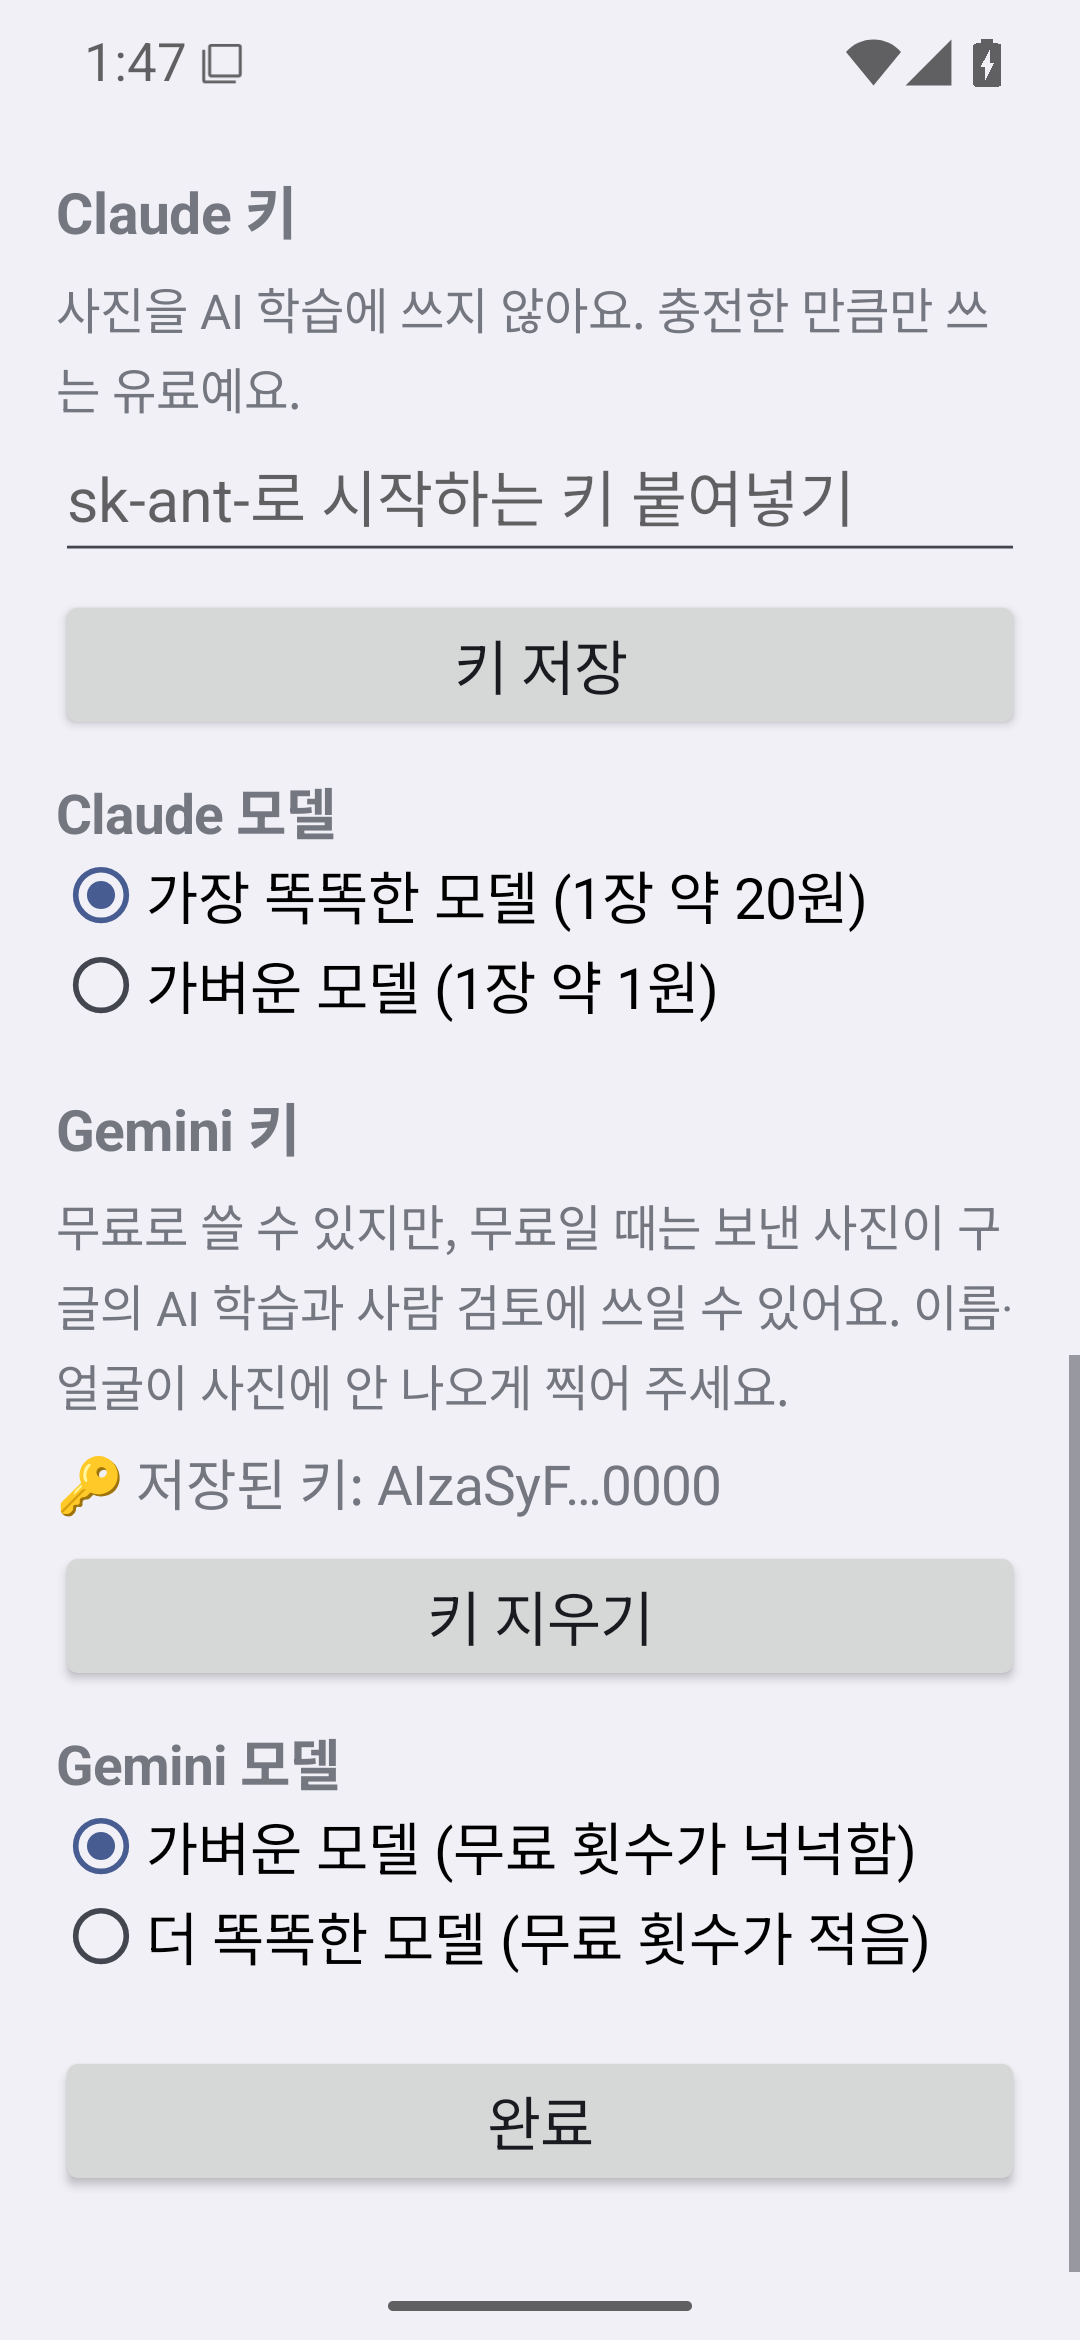 1:47
Claude 키
사진을 AI 학습에 쓰지 않아요. 충전한 만큼만 쓰
는 유료예요.
sk-ant-로 시작하는 키 붙여넣기
키 저장
Claude 모델
가장 똑똑한 모델 (1장 약 20원)
가벼운 모델 (1장 약 1원)
Gemini 키
무료로 쓸 수 있지만, 무료일 때는 보낸 사진이 구
글의 AI 학습과 사람 검토에 쓰일 수 있어요. 이름·
얼굴이 사진에 안 나오게 찍어 주세요.
🔑 저장된 키: AIzaSyF…0000
키 지우기
Gemini 모델
가벼운 모델 (무료 횟수가 넉넉함)
더 똑똑한 모델 (무료 횟수가 적음)
완료